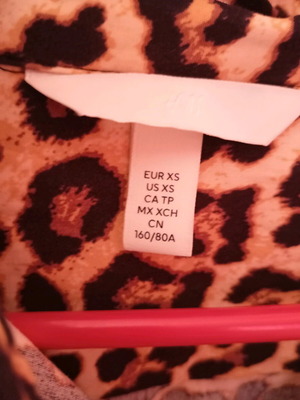 EUR XS
US XS
CA TP
MX XCH
CN
160/80A